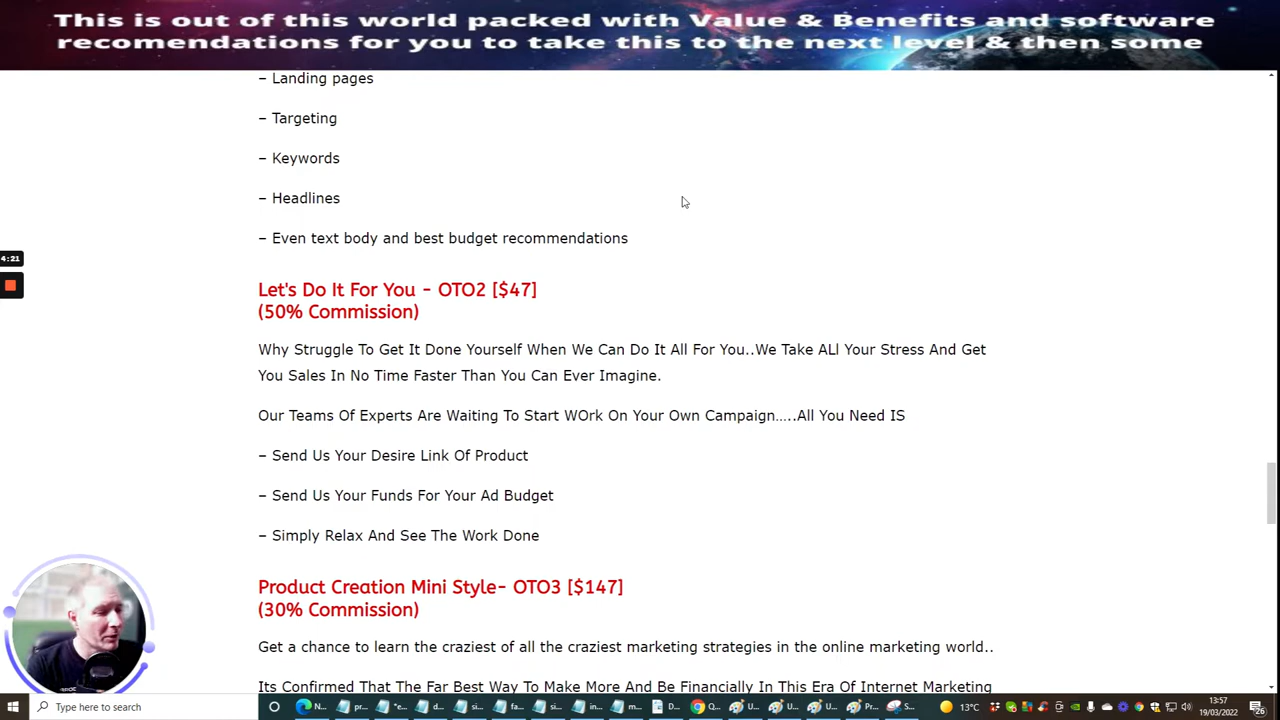 This is out of this world packed with Value & Benefits and software
recomendations for you to take this to the next level & then some
– Landing pages
– Targeting
– Keywords
– Headlines
– Even text body and best budget recommendations
4:21
Let's Do It For You - OTO2 [$47]
(50% Commission)
Why Struggle To Get It Done Yourself When We Can Do It All For You..We Take ALl Your Stress And Get
You Sales In No Time Faster Than You Can Ever Imagine.
Our Teams Of Experts Are Waiting To Start WOrk On Your Own Campaign.....All You Need IS
– Send Us Your Desire Link Of Product
– Send Us Your Funds For Your Ad Budget
– Simply Relax And See The Work Done
Product Creation Mini Style- OTO3 [$147]
(30% Commission)
Get a chance to learn the craziest of all the craziest marketing strategies in the online marketing world..
Its Confirmed That The Far Best Way To Make More And Be Financially In This Era Of Internet Marketing
Type here to search
N... pr... "e... d... si... fa... si... in... m... D... Q... U... U... U... Pr... S...
13°C
13:57
19/03/2022
26